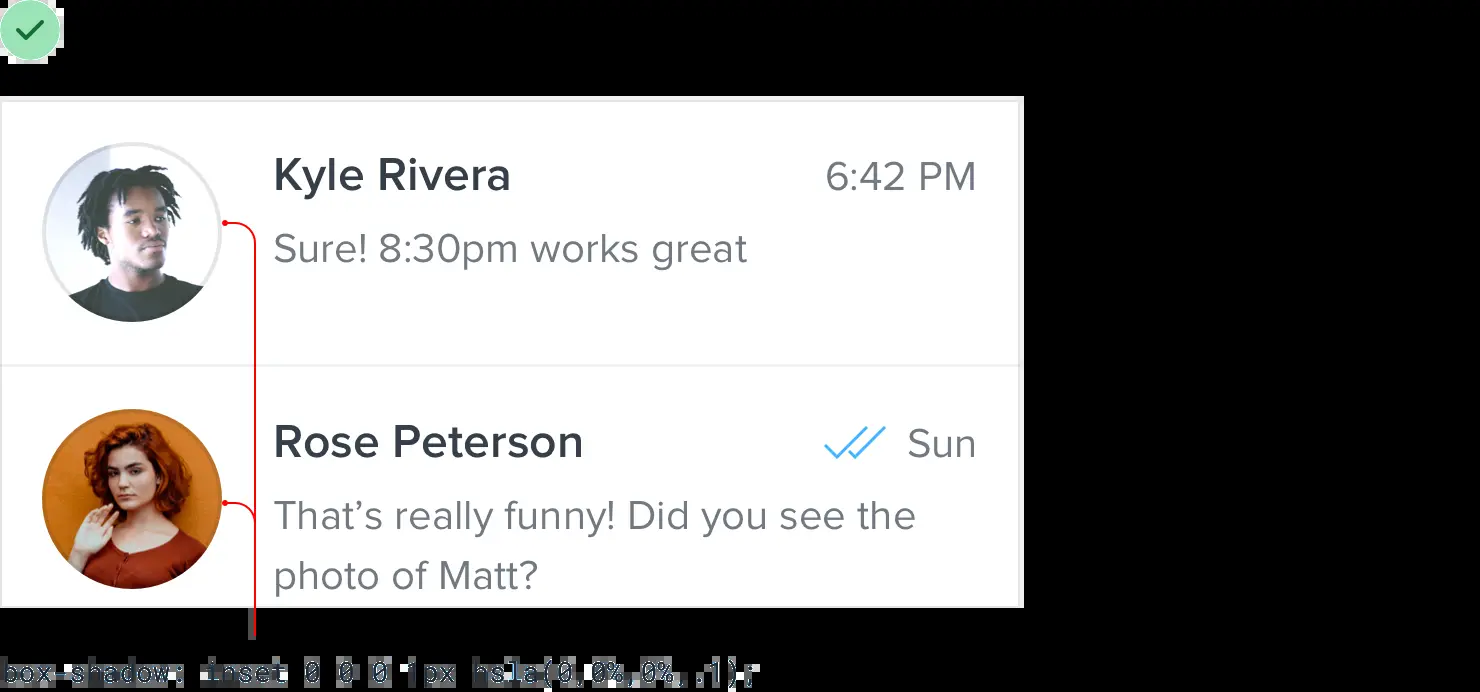 Kyle Rivera
6:42 PM
Sure! 8:30pm works great
Rose Peterson
Sun
That’s really funny! Did you see the
photo of Matt?
box-shadow: inset 0 0 0 1px hsla(0,0%,0%,.1);